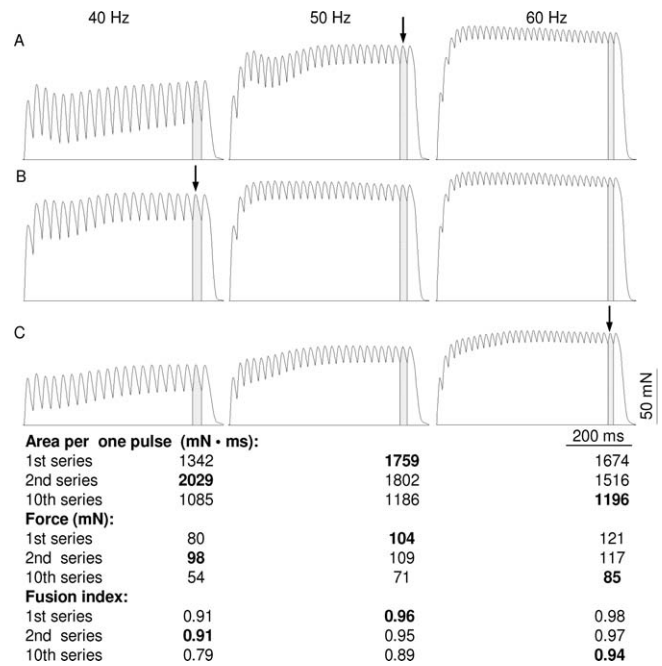 40 Hz 50 Hz 60 Hz
A
B
C
50 mN
Area per one pulse (mN • ms): 200 ms
1st series 1342 1759 1674
2nd series 2029 1802 1516
10th series 1085 1186 1196
Force (mN):
1st series 80 104 121
2nd series 98 109 117
10th series 54 71 85
Fusion index:
1st series 0.91 0.96 0.98
2nd series 0.91 0.95 0.97
10th series 0.79 0.89 0.94